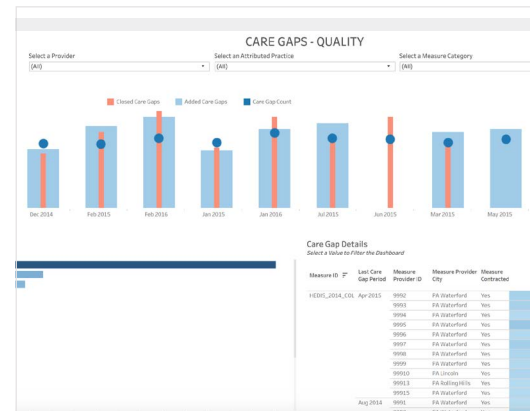 CARE GAPS - QUALITY
Select a Provider
(All)
Select an Attributed Practice
(All)
Select a Measure Category
(All)
Closed Care Gaps
Added Care Gaps
Care Gap Count
Dec 2014 Feb 2015 Feb 2016 Jan 2015 Jan 2016 Jul 2015 Jun 2015 Mar 2015 May 2015
Care Gap Details
Select a Value to Filter the Dashboard
Measure ID
Last Care Gap Period
Measure Provider ID
Measure Provider City
Measure Contracted
HEDIS_2014_COL Apr 2015 9992 PA Waterford Yes
9993 PA Waterford Yes
9994 PA Waterford Yes
9995 PA Waterford Yes
9996 PA Waterford Yes
9997 PA Waterford Yes
9998 PA Waterford Yes
9999 PA Waterford Yes
99910 PA Lincoln Yes
99913 PA Rolling Hills Yes
99915 PA Waterford Yes
Aug 2014 9991 PA Waterford Yes